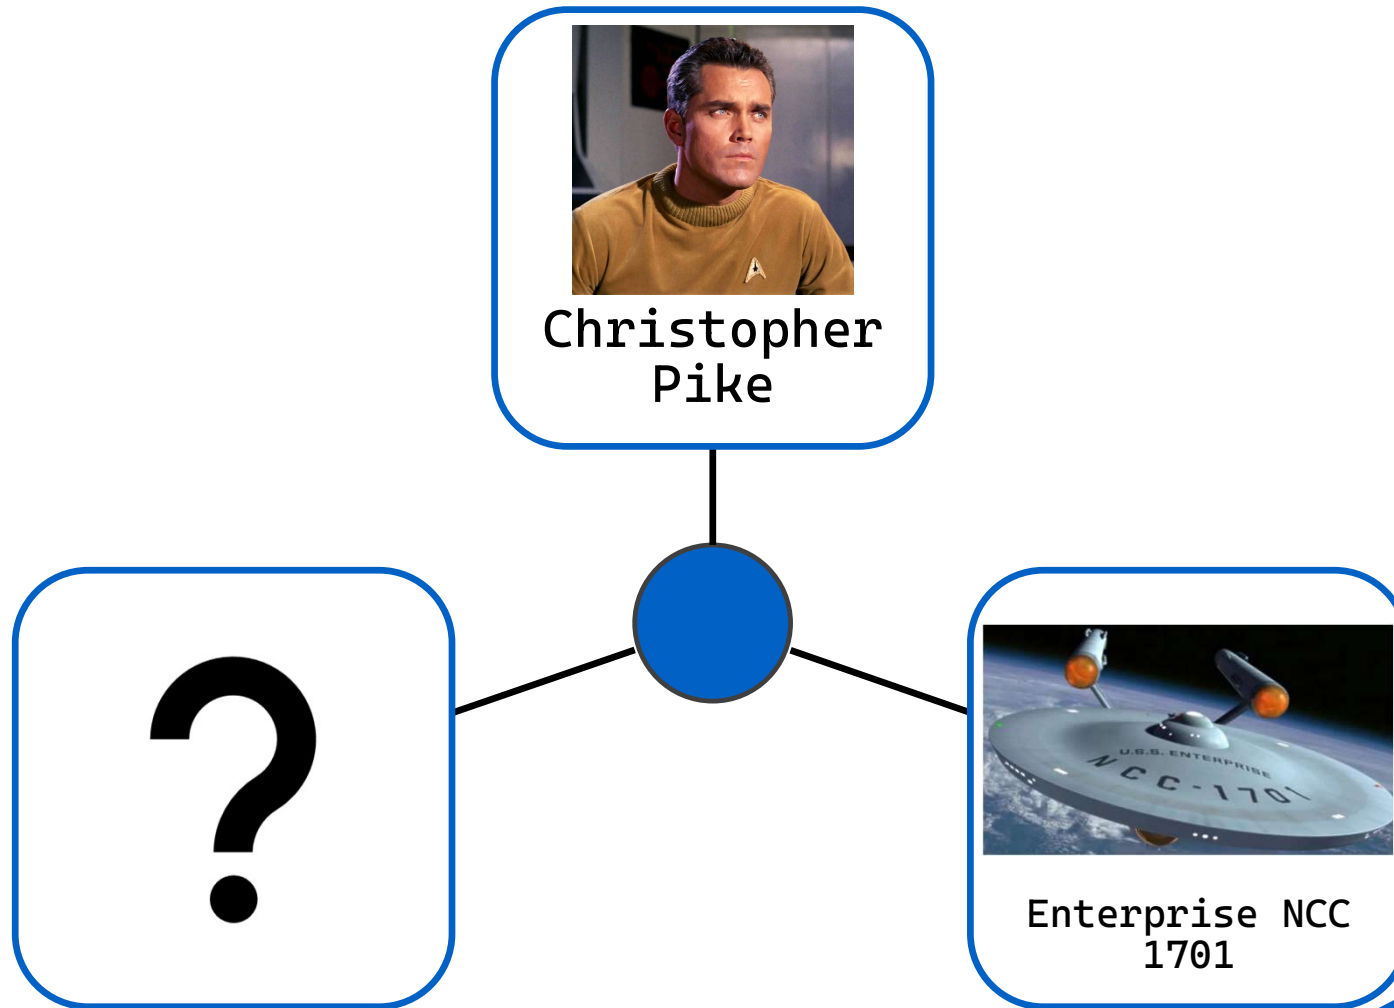 Christopher
Pike
?
U.S.S. ENTERPRISE
NCC-1701
Enterprise NCC
1701